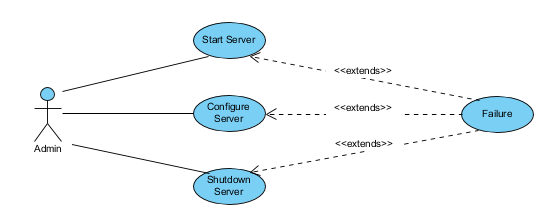 Start Server
<<extends>>
Configure
Server
<<extends>>
Failure
Admin
<<extends>>
Shutdown
Server